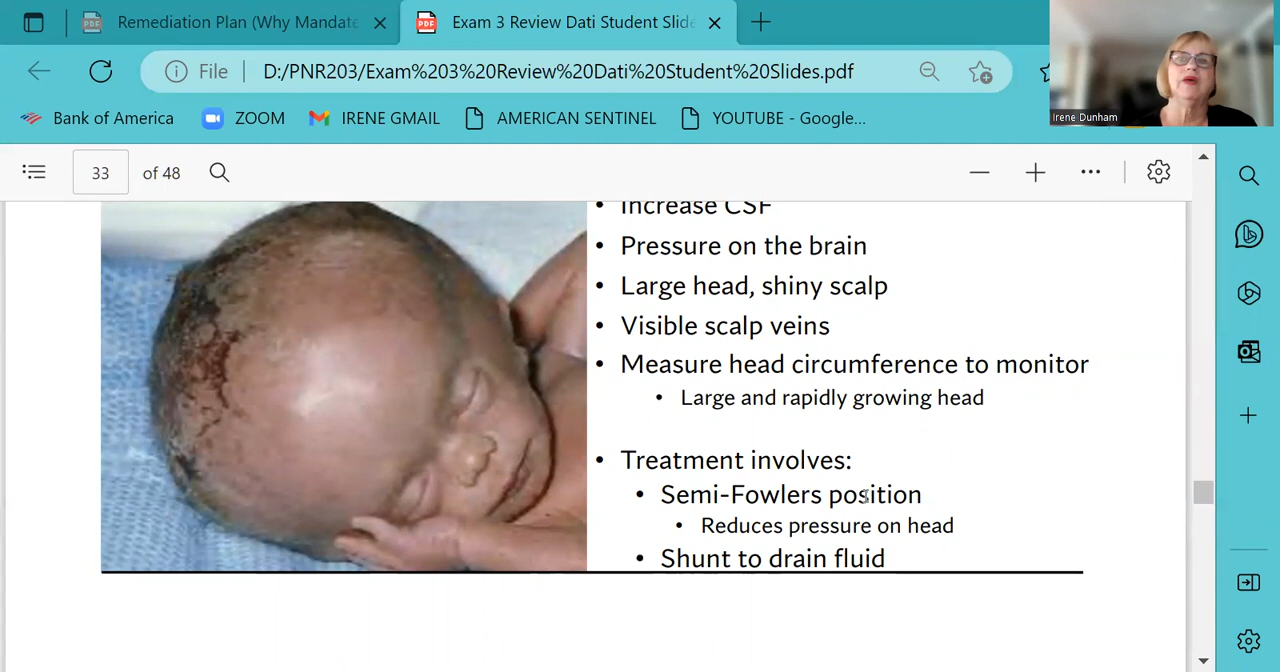 Remediation Plan (Why Mandate
PDF
Exam 3 Review Dati Student Slid
PDF
File
D:/PNR203/Exam%203%20Review%20Dati%20Student%20Slides.pdf
Bank of America
ZOOM
IRENE GMAIL
AMERICAN SENTINEL
YOUTUBE - Google...
Irene Dunham
33 of 48
• Increase CSF
• Pressure on the brain
• Large head, shiny scalp
• Visible scalp veins
• Measure head circumference to monitor
• Large and rapidly growing head
• Treatment involves:
• Semi-Fowlers position
• Reduces pressure on head
• Shunt to drain fluid